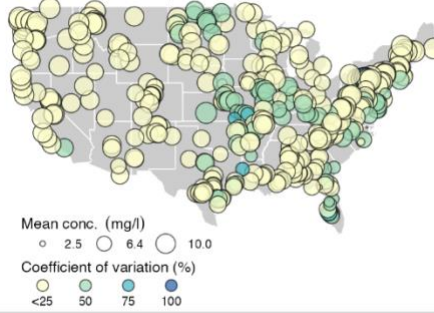 Mean conc. (mg/l)
2.5 6.4 10.0
Coefficient of variation (%)
<25 50 75 100